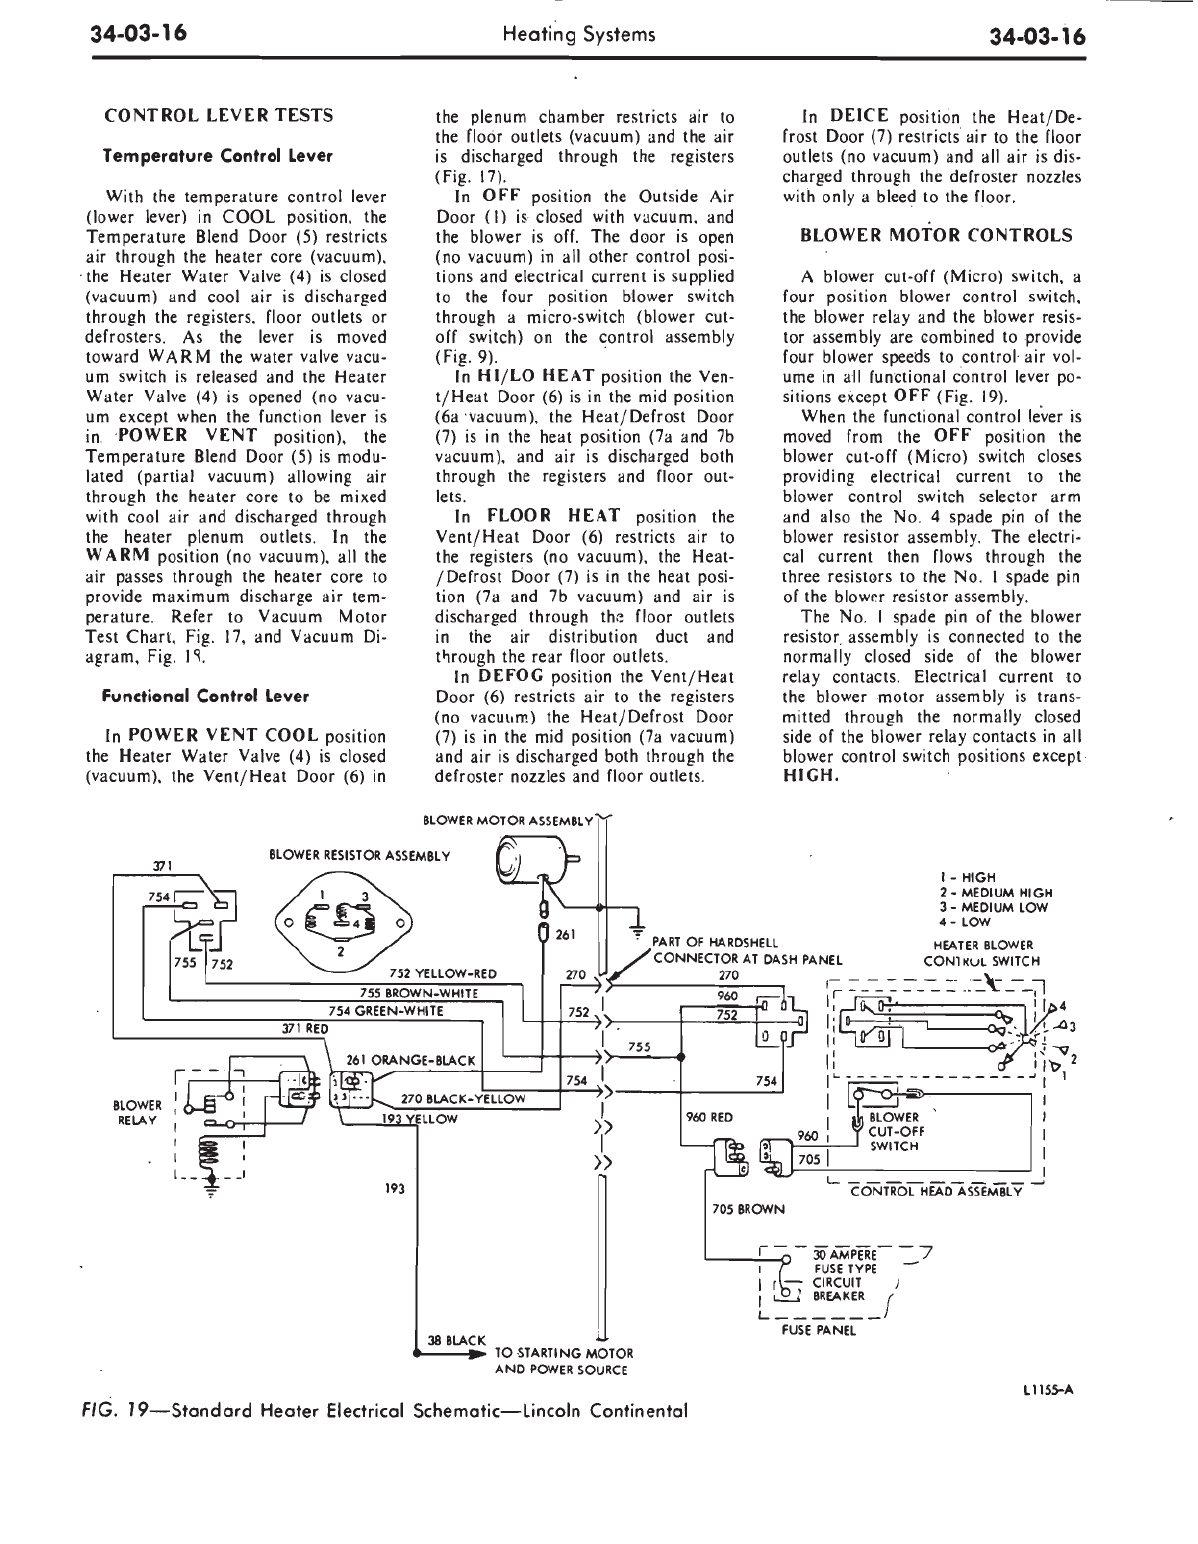 34-03-16
Heating Systems
34-03-16
CONTROL LEVER TESTS
Temperature Control Lever
With the temperature control lever
(lower lever) in COOL position, the
Temperature Blend Door (5) restricts
air through the heater core (vacuum),
the Heater Water Valve (4) is closed
(vacuum) and cool air is discharged
through the registers, floor outlets or
defrosters. As the lever is moved
toward WARM the water valve vacu-
um switch is released and the Heater
Water Valve (4) is opened (no vacu-
um except when the function lever is
in POWER VENT position), the
Temperature Blend Door (5) is modu-
lated (partial vacuum) allowing air
through the heater core to be mixed
with cool air and discharged through
the heater plenum outlets. In the
WARM position (no vacuum), all the
air passes through the heater core to
provide maximum discharge air tem-
perature. Refer to Vacuum Motor
Test Chart, Fig. 17, and Vacuum Di-
agram, Fig.
Functional Control Lever
In POWER VENT COOL position
the Heater Water Valve (4) is closed
(vacuum), the Vent/Heat Door (6) in
the plenum chamber restricts air to
the floor outlets (vacuum) and the air
is discharged through the registers
(Fig. 17).
In OFF position the Outside Air
Door (1) is closed with vacuum, and
the blower is off. The door is open
(no vacuum) in all other control posi-
tions and electrical current is supplied
to the four position blower switch
through a micro-switch (blower cut-
off switch) on the control assembly
(Fig. 9).
In HI/LO HEAT position the Ven-
t/Heat Door (6) is in the mid position
(6a vacuum), the Heat/Defrost Door
(7) is in the heat position (7a and 7b
vacuum), and air is discharged both
through the registers and floor out-
lets.
In FLOOR HEAT position the
Vent/Heat Door (6) restricts air to
the registers (no vacuum), the Heat-
/Defrost Door (7) is in the heat posi-
tion (7a and 7b vacuum) and air is
discharged through the floor outlets
in the air distribution duct and
through the rear floor outlets.
In DEFOG position the Vent/Heat
Door (6) restricts air to the registers
(no vacuum) the Heat/Defrost Door
(7) is in the mid position (7a vacuum)
and air is discharged both through the
defroster nozzles and floor outlets.
In DEICE position the Heat/De-
frost Door (7) restricts air to the floor
outlets (no vacuum) and all air is dis-
charged through the defroster nozzles
with only a bleed to the floor.
BLOWER MOTOR CONTROLS
A blower cut-off (Micro) switch, a
four position blower control switch,
the blower relay and the blower resis-
tor assembly are combined to provide
four blower speeds to control air vol-
ume in all functional control lever po-
sitions except OFF (Fig. 19).
When the functional control lever is
moved from the OFF position the
blower cut-off (Micro) switch closes
providing electrical current to the
blower control switch selector arm
and also the No. 4 spade pin of the
blower resistor assembly. The electri-
cal current then flows through the
three resistors to the No. 1 spade pin
of the blower resistor assembly.
The No. 1 spade pin of the blower
resistor assembly is connected to the
normally closed side of the blower
relay contacts. Electrical current to
the blower motor assembly is trans-
mitted through the normally closed
side of the blower relay contacts in all
blower control switch positions except
HIGH.
BLOWER MOTOR ASSEMBLY
BLOWER RESISTOR ASSEMBLY
371
754
755
752
1
3
4
2
261
PART OF HARDSHELL
CONNECTOR AT DASH PANEL
1 - HIGH
2 - MEDIUM HIGH
3 - MEDIUM LOW
4 - LOW
HEATER BLOWER
CONTROL SWITCH
752 YELLOW-RED
270
270
755 BROWN-WHITE
960
754 GREEN-WHITE
752
752
371 RED
755
4
3
2
1
261 ORANGE-BLACK
754
754
270 BLACK-YELLOW
BLOWER
RELAY
193 YELLOW
960 RED
960
705
BLOWER
CUT-OFF
SWITCH
193
CONTROL HEAD ASSEMBLY
705 BROWN
30 AMPERE
FUSE TYPE
CIRCUIT
BREAKER
FUSE PANEL
38 BLACK
TO STARTING MOTOR
AND POWER SOURCE
L1155-A
FIG. 19—Standard Heater Electrical Schematic—Lincoln Continental